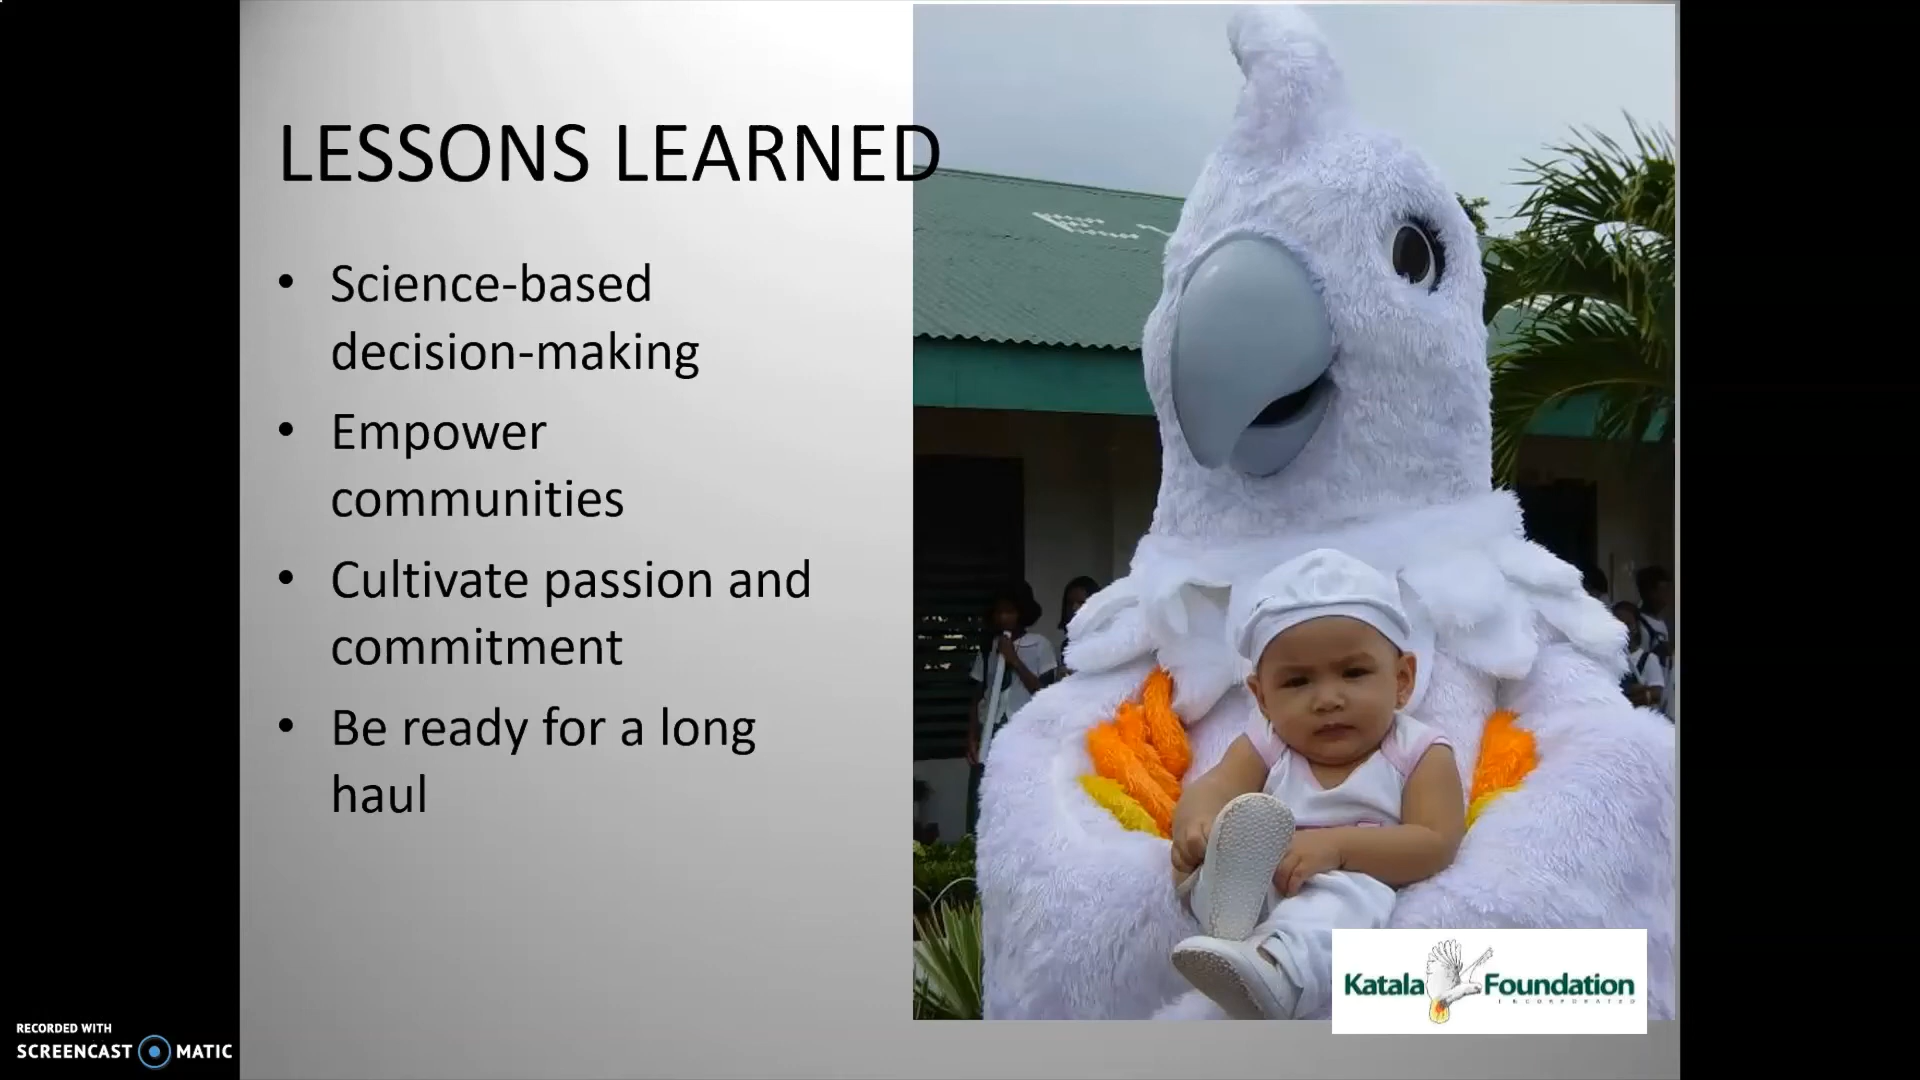 LESSONS LEARNED
• Science-based
decision-making
• Empower
communities
• Cultivate passion and
commitment
• Be ready for a long
haul
Katala Foundation
INCORPORATED
RECORDED WITH
SCREENCAST MATIC